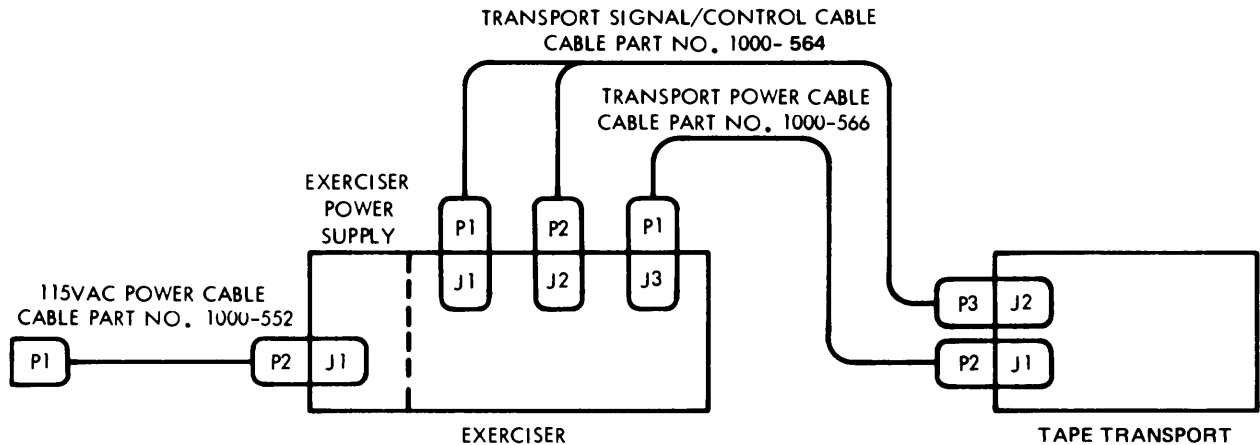 TRANSPORT SIGNAL/CONTROL CABLE
CABLE PART NO. 1000-564
TRANSPORT POWER CABLE
CABLE PART NO. 1000-566
EXERCISER
POWER
SUPPLY
P1
P2
P1
J1
J2
J3
115VAC POWER CABLE
CABLE PART NO. 1000-552
P3
J2
P1
P2
J1
P2
J1
EXERCISER
TAPE TRANSPORT